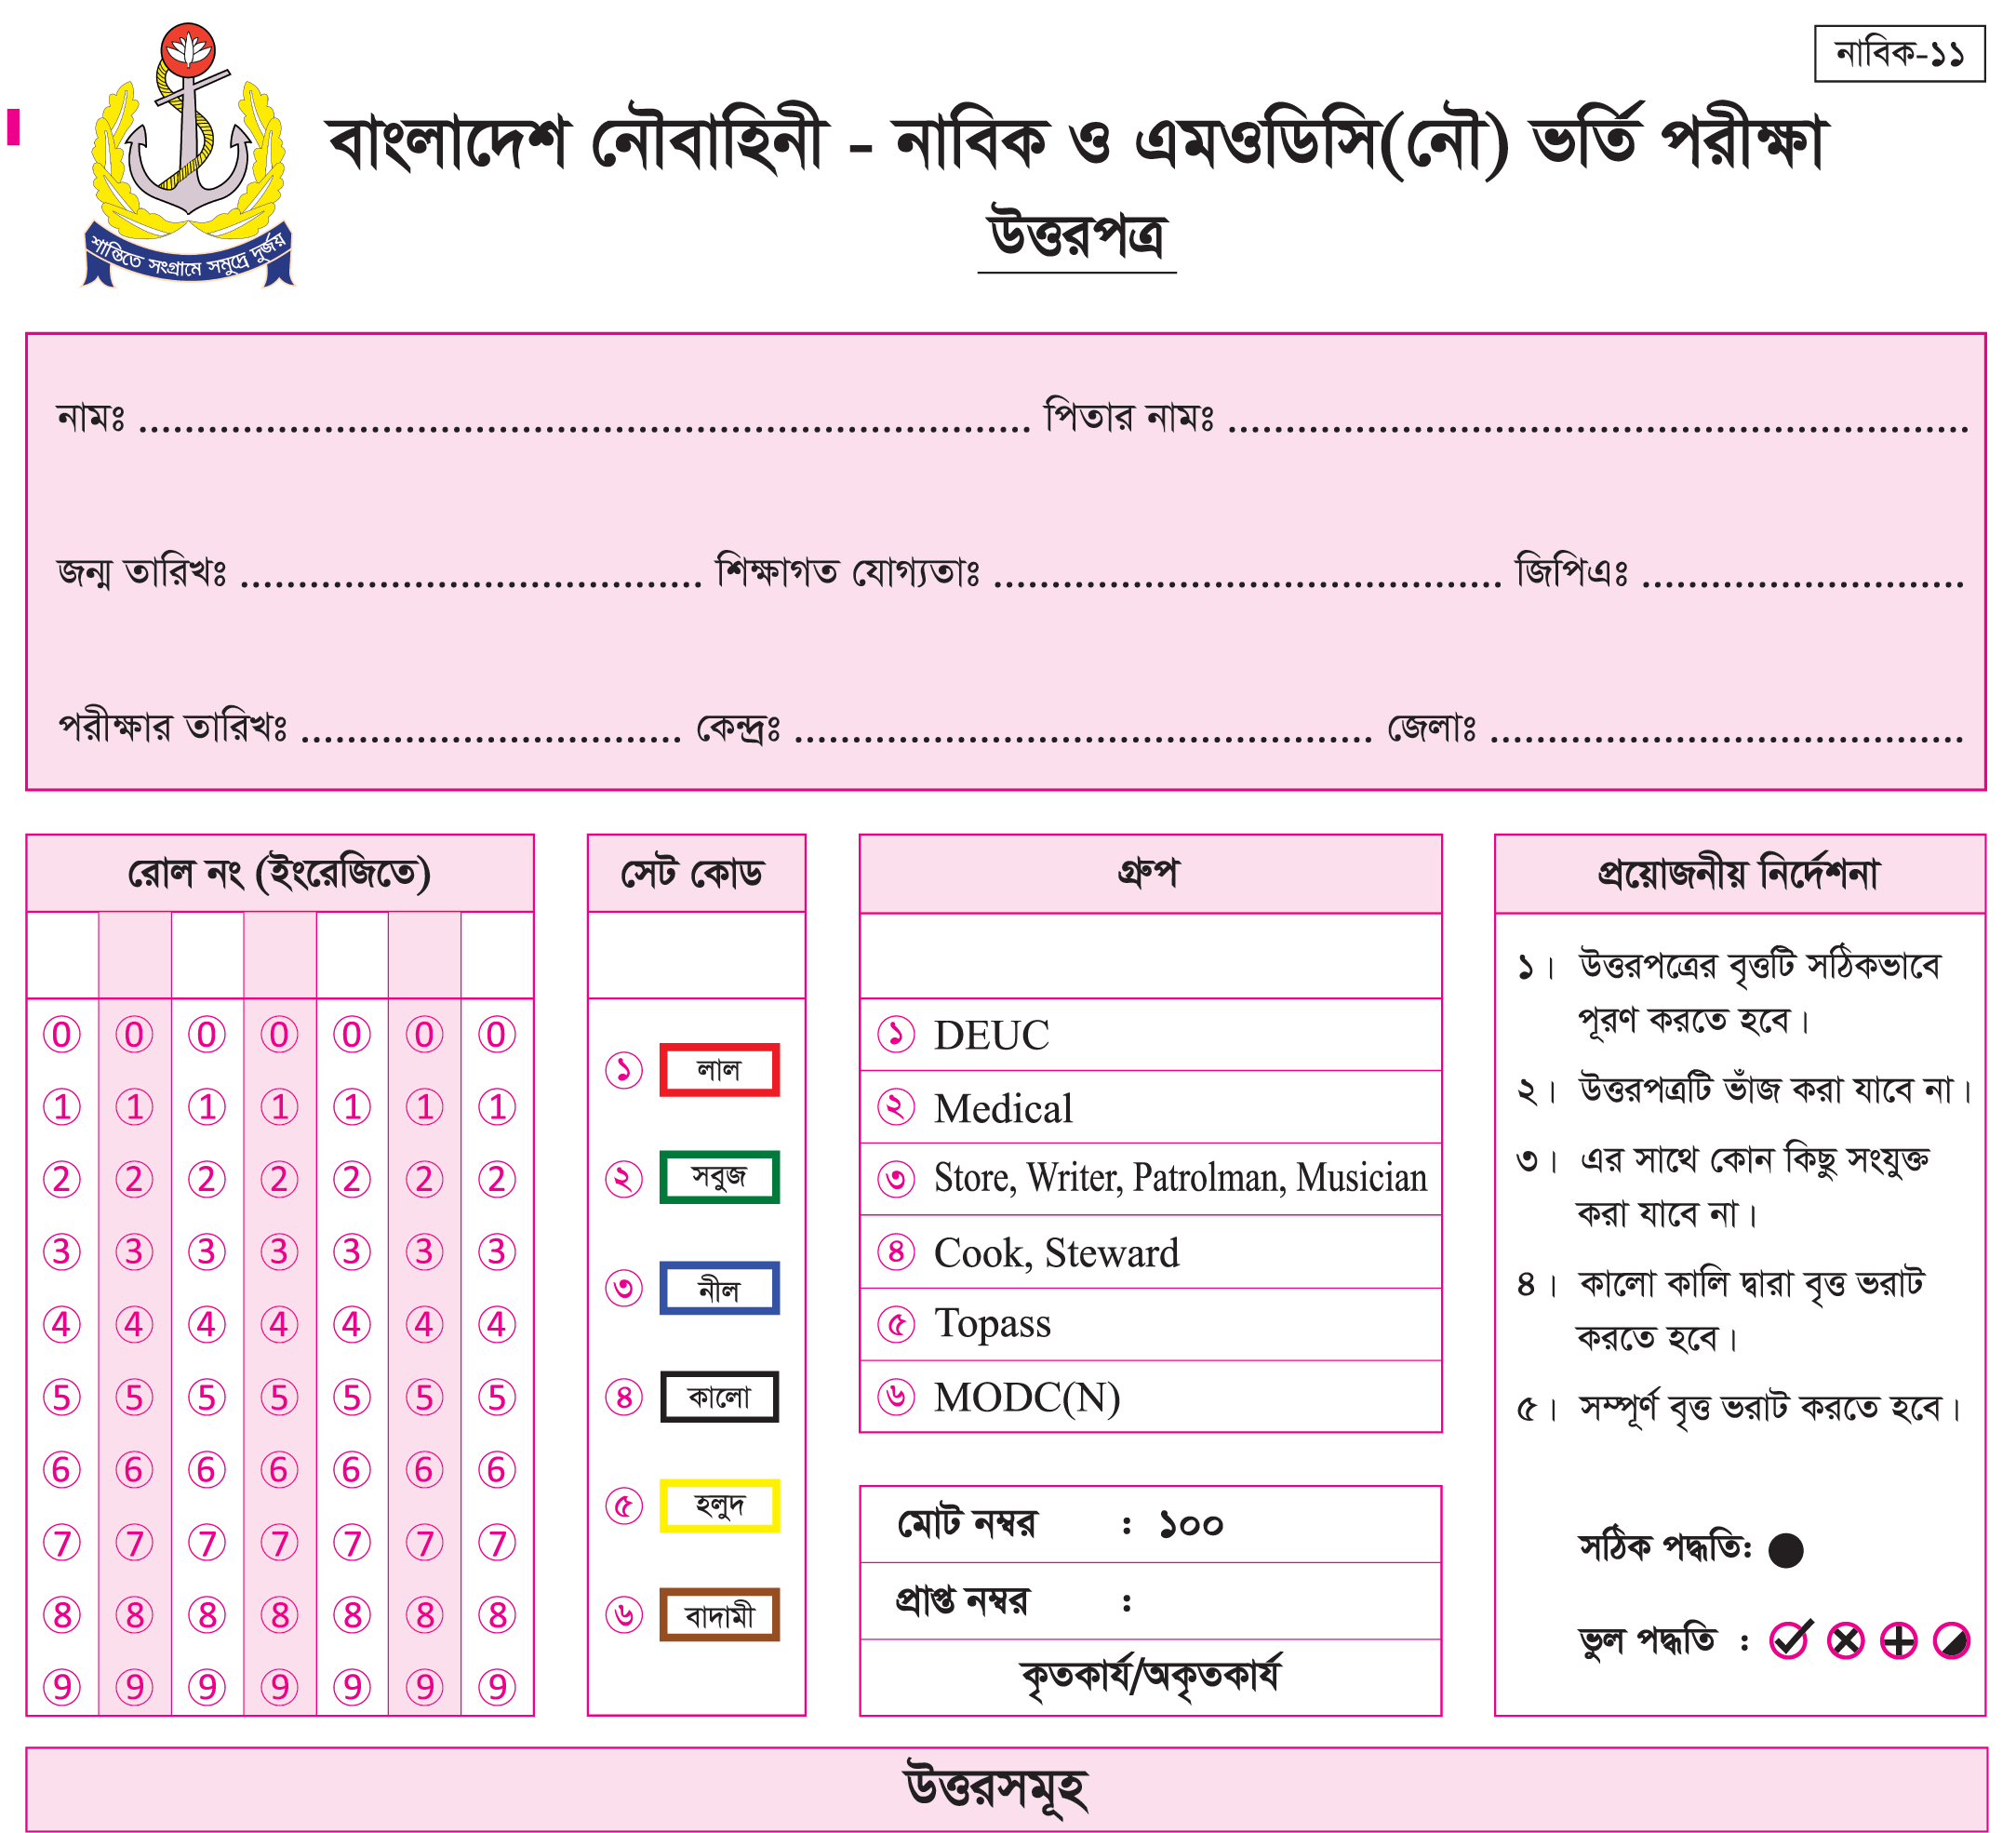 নাবিক-১১
বাংলাদেশ নৌবাহিনী - নাবিক ও এমওডিসি(নৌ) ভর্তি পরীক্ষা
উত্তরপত্র
শান্তিতে সংগ্রামে সমুদ্রে দুর্জয়
নামঃ ........................ পিতার নামঃ ........................
জন্ম তারিখঃ ........................ শিক্ষাগত যোগ্যতাঃ ........................ জিপিএঃ ........................
পরীক্ষার তারিখঃ ........................ কেন্দ্রঃ ........................ জেলাঃ ........................
রোল নং (ইংরেজিতে)
0 0 0 0 0 0 0
1 1 1 1 1 1 1
2 2 2 2 2 2 2
3 3 3 3 3 3 3
4 4 4 4 4 4 4
5 5 5 5 5 5 5
6 6 6 6 6 6 6
7 7 7 7 7 7 7
8 8 8 8 8 8 8
9 9 9 9 9 9 9
সেট কোড
১ লাল
২ সবুজ
৩ নীল
৪ কালো
৫ হলুদ
৬ বাদামী
গ্রুপ
১ DEUC
২ Medical
৩ Store, Writer, Patrolman, Musician
৪ Cook, Steward
৫ Topass
৬ MODC(N)
মোট নম্বর : ১০০
প্রাপ্ত নম্বর :
কৃতকার্য/অকৃতকার্য
প্রয়োজনীয় নির্দেশনা
১। উত্তরপত্রের বৃত্তটি সঠিকভাবে
পূরণ করতে হবে।
২। উত্তরপত্রটি ভাঁজ করা যাবে না।
৩। এর সাথে কোন কিছু সংযুক্ত
করা যাবে না।
৪। কালো কালি দ্বারা বৃত্ত ভরাট
করতে হবে।
৫। সম্পূর্ণ বৃত্ত ভরাট করতে হবে।
সঠিক পদ্ধতি:
ভুল পদ্ধতি :
উত্তরসমূহ